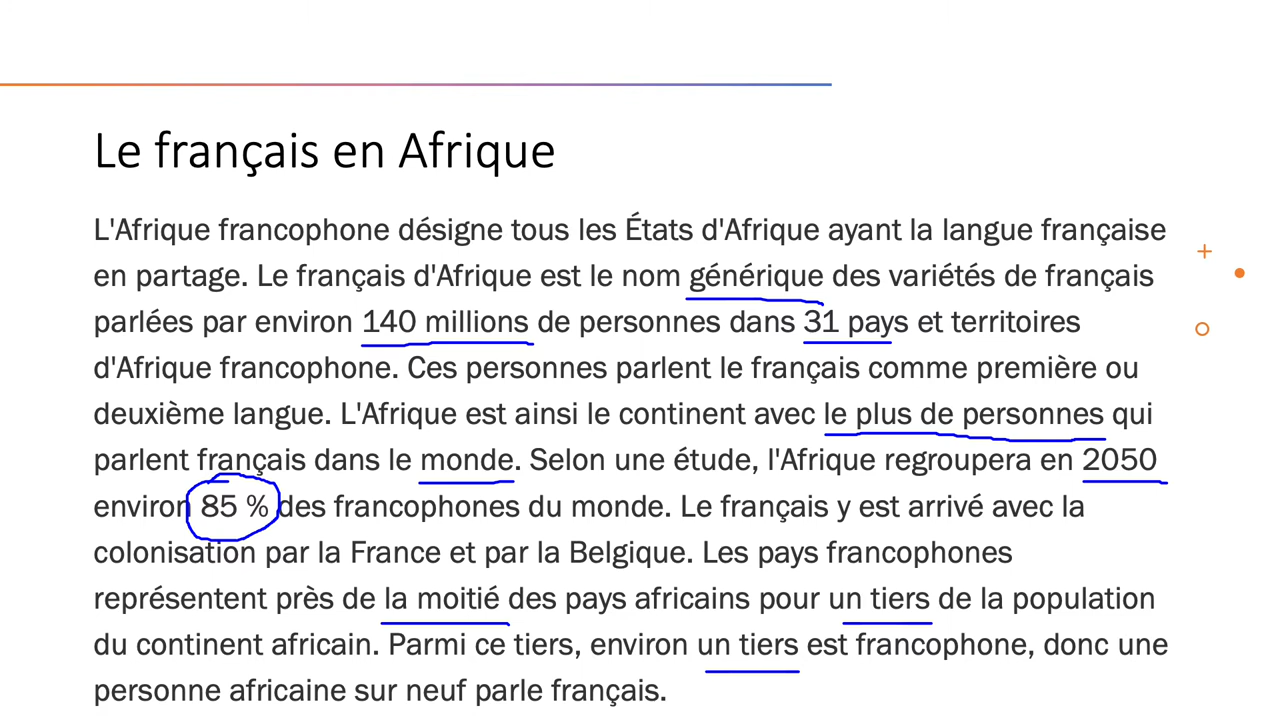 Le français en Afrique
L'Afrique francophone désigne tous les États d'Afrique ayant la langue française
en partage. Le français d'Afrique est le nom générique des variétés de français
parlées par environ 140 millions de personnes dans 31 pays et territoires
d'Afrique francophone. Ces personnes parlent le français comme première ou
deuxième langue. L'Afrique est ainsi le continent avec le plus de personnes qui
parlent français dans le monde. Selon une étude, l'Afrique regroupera en 2050
environ 85 % des francophones du monde. Le français y est arrivé avec la
colonisation par la France et par la Belgique. Les pays francophones
représentent près de la moitié des pays africains pour un tiers de la population
du continent africain. Parmi ce tiers, environ un tiers est francophone, donc une
personne africaine sur neuf parle français.